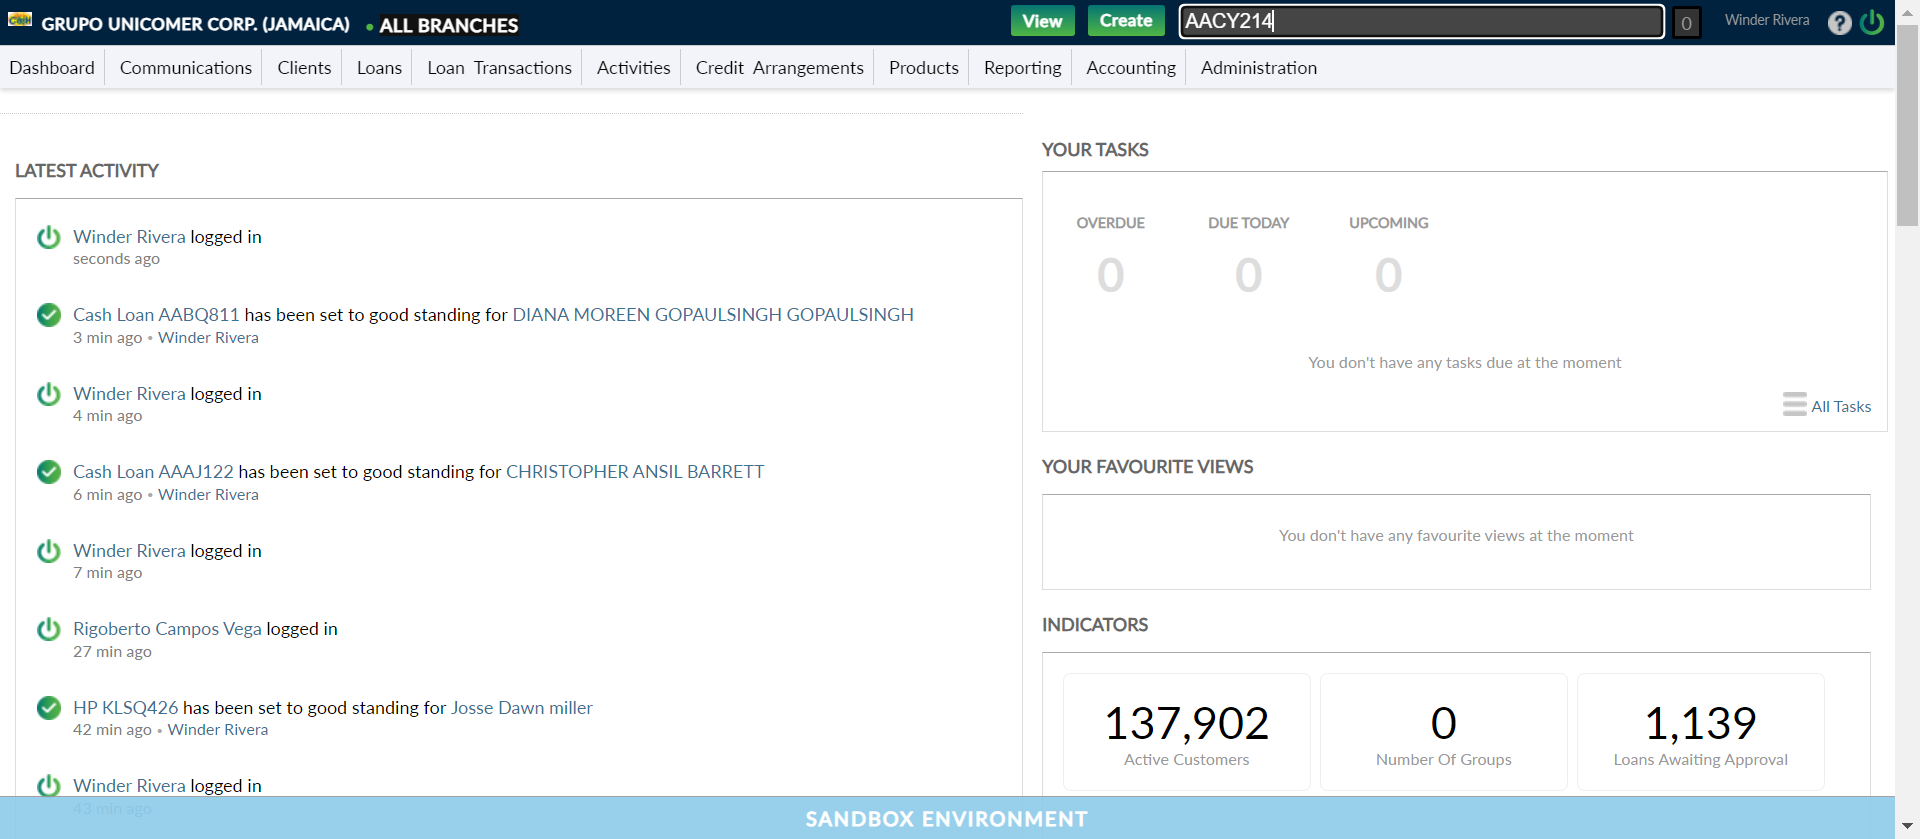 CASH GRUPO UNICOMER CORP. (JAMAICA) • ALL BRANCHES View Create AACY214 0 Winder Rivera ?
Dashboard Communications Clients Loans Loan Transactions Activities Credit Arrangements Products Reporting Accounting Administration
LATEST ACTIVITY
Winder Rivera logged in
seconds ago
Cash Loan AABQ811 has been set to good standing for DIANA MOREEN GOPAULSINGH GOPAULSINGH
3 min ago • Winder Rivera
Winder Rivera logged in
4 min ago
Cash Loan AAAJ122 has been set to good standing for CHRISTOPHER ANSIL BARRETT
6 min ago • Winder Rivera
Winder Rivera logged in
7 min ago
Rigoberto Campos Vega logged in
27 min ago
HP KLSQ426 has been set to good standing for Josse Dawn miller
42 min ago • Winder Rivera
Winder Rivera logged in
43 min ago
YOUR TASKS
OVERDUE DUE TODAY UPCOMING
0 0 0
You don't have any tasks due at the moment
All Tasks
YOUR FAVOURITE VIEWS
You don't have any favourite views at the moment
INDICATORS
137,902 0 1,139
Active Customers Number Of Groups Loans Awaiting Approval
SANDBOX ENVIRONMENT